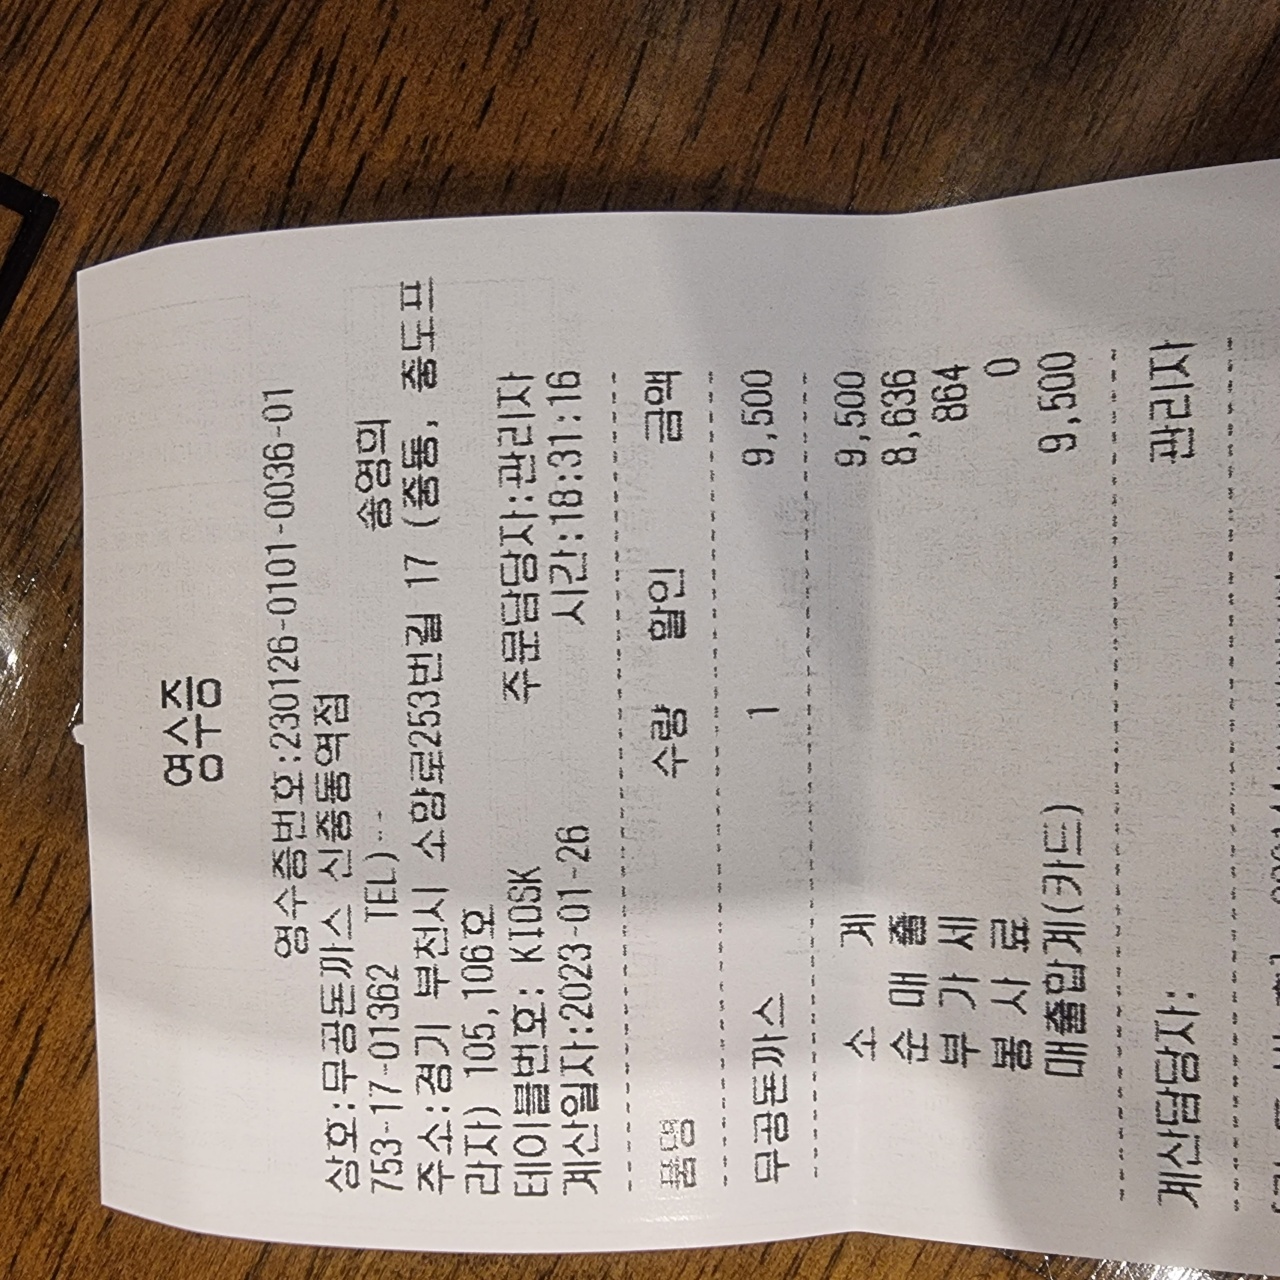 영수증
영수증번호:230126-0101-0036-01
상호:무공돈까스 신중동역점
753-17-01362 TEL)-- 송영의
주소:경기 부천시 소향로253번길 17 (중동, 중도프
라자) 105,106호
테이블번호: KIOSK 주문담당자:관리자
계산일자:2023-01-26 시간:18:31:16
품명 수량 할인 금액
무공돈까스 1 9,500
소 계 9,500
순 매 출 8,636
부 가 세 864
봉 사 료 0
매출합계(카드) 9,500
계산담당자: 관리자